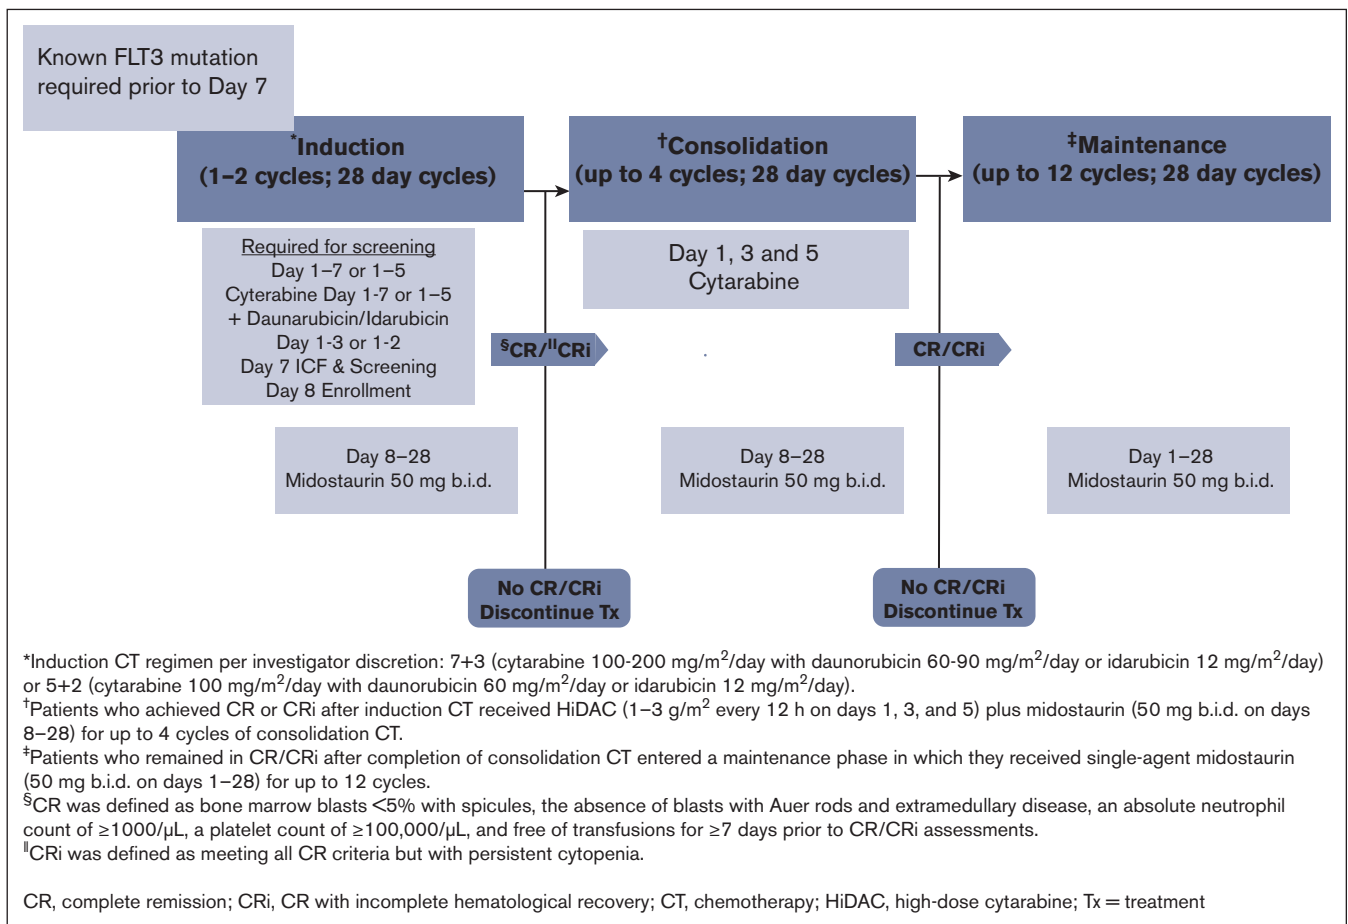 Known FLT3 mutation
required prior to Day 7
*Induction
(1–2 cycles; 28 day cycles)
†Consolidation
(up to 4 cycles; 28 day cycles)
‡Maintenance
(up to 12 cycles; 28 day cycles)
Required for screening
Day 1–7 or 1–5
Cyterabine Day 1-7 or 1–5
+ Daunarubicin/Idarubicin
Day 1-3 or 1-2
Day 7 ICF & Screening
Day 8 Enrollment
Day 1, 3 and 5
Cytarabine
§CR/||CRi
CR/CRi
Day 8–28
Midostaurin 50 mg b.i.d.
Day 8–28
Midostaurin 50 mg b.i.d.
Day 1–28
Midostaurin 50 mg b.i.d.
No CR/CRi
Discontinue Tx
No CR/CRi
Discontinue Tx
*Induction CT regimen per investigator discretion: 7+3 (cytarabine 100-200 mg/m²/day with daunorubicin 60-90 mg/m²/day or idarubicin 12 mg/m²/day)
or 5+2 (cytarabine 100 mg/m²/day with daunorubicin 60 mg/m²/day or idarubicin 12 mg/m²/day).
†Patients who achieved CR or CRi after induction CT received HiDAC (1–3 g/m² every 12 h on days 1, 3, and 5) plus midostaurin (50 mg b.i.d. on days
8–28) for up to 4 cycles of consolidation CT.
‡Patients who remained in CR/CRi after completion of consolidation CT entered a maintenance phase in which they received single-agent midostaurin
(50 mg b.i.d. on days 1–28) for up to 12 cycles.
§CR was defined as bone marrow blasts <5% with spicules, the absence of blasts with Auer rods and extramedullary disease, an absolute neutrophil
count of ≥1000/µL, a platelet count of ≥100,000/µL, and free of transfusions for ≥7 days prior to CR/CRi assessments.
||CRi was defined as meeting all CR criteria but with persistent cytopenia.
CR, complete remission; CRi, CR with incomplete hematological recovery; CT, chemotherapy; HiDAC, high-dose cytarabine; Tx = treatment